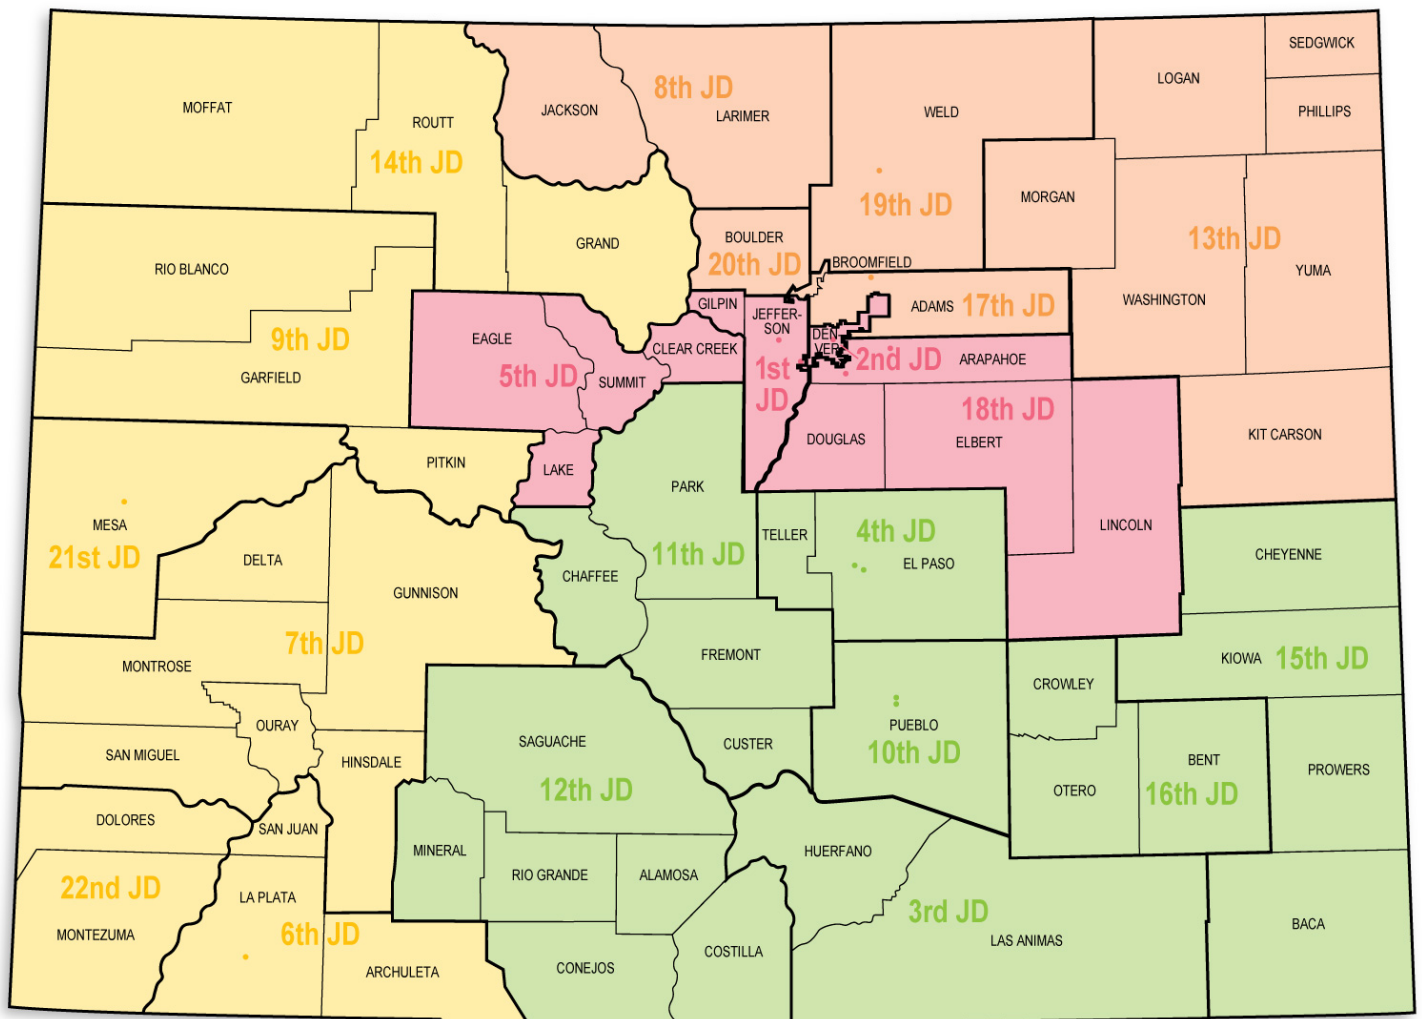 SEDGWICK
LOGAN
MOFFAT
8th JD
JACKSON
LARIMER
WELD
PHILLIPS
ROUTT
14th JD
MORGAN
19th JD
13th JD
GRAND
BOULDER
20th JD
BROOMFIELD
RIO BLANCO
YUMA
WASHINGTON
GILPIN
ADAMS 17th JD
JEFFER-
SON
DEN
VER
9th JD
EAGLE
CLEAR CREEK
2nd JD
ARAPAHOE
GARFIELD
5th JD
SUMMIT
1st
JD
18th JD
DOUGLAS
ELBERT
KIT CARSON
PITKIN
LAKE
PARK
MESA
21st JD
LINCOLN
TELLER
4th JD
EL PASO
11th JD
CHEYENNE
DELTA
CHAFFEE
GUNNISON
7th JD
MONTROSE
FREMONT
KIOWA 15th JD
CROWLEY
OURAY
PUEBLO
10th JD
SAN MIGUEL
HINSDALE
SAGUACHE
CUSTER
BENT
PROWERS
12th JD
OTERO
16th JD
DOLORES
SAN JUAN
MINERAL
HUERFANO
RIO GRANDE
ALAMOSA
22nd JD
LA PLATA
3rd JD
MONTEZUMA
6th JD
LAS ANIMAS
BACA
COSTILLA
ARCHULETA
CONEJOS